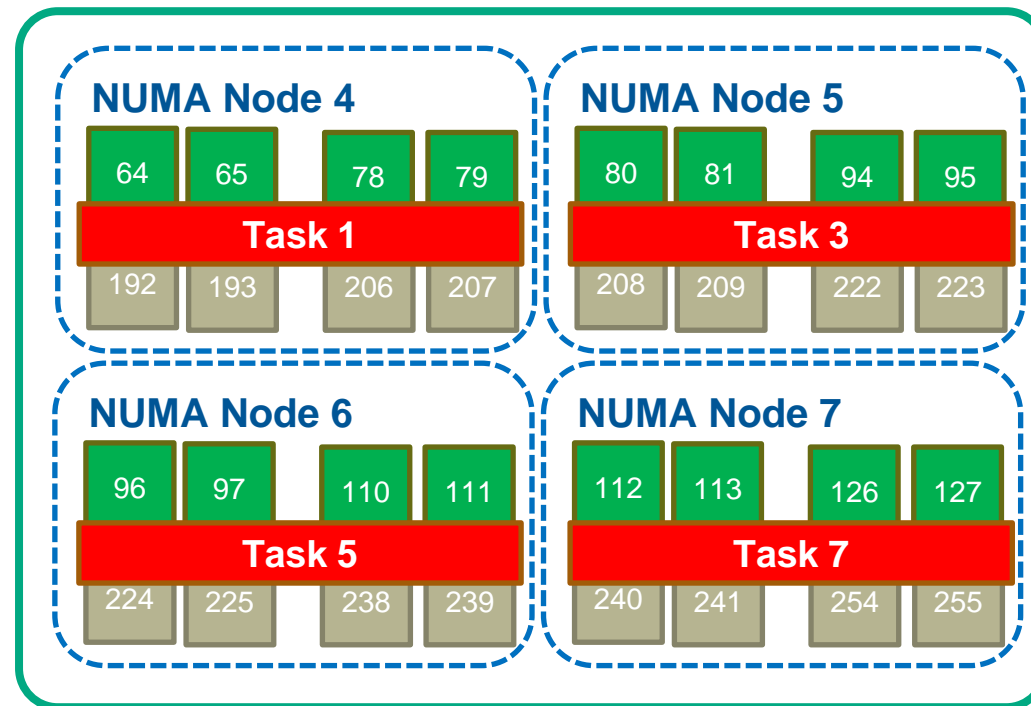 NUMA Node 4
64 65 78 79
Task 1
192 193 206 207
NUMA Node 5
80 81 94 95
Task 3
208 209 222 223
NUMA Node 6
96 97 110 111
Task 5
224 225 238 239
NUMA Node 7
112 113 126 127
Task 7
240 241 254 255